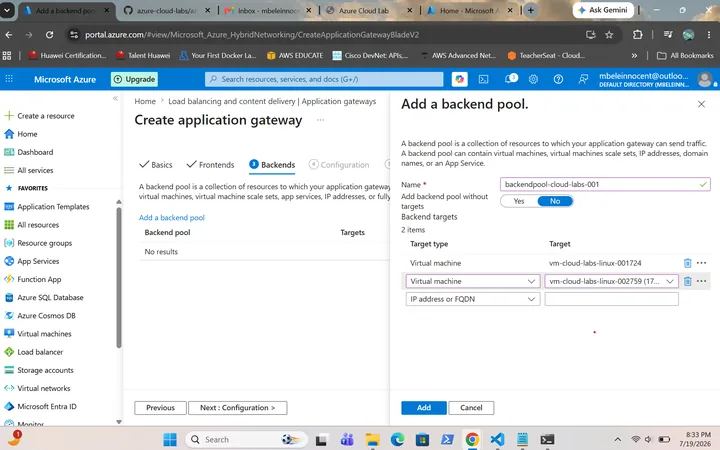 Add a backend pool - M
azure-cloud-labs/a
Inbox - mbeleinnocent@
Azure Cloud Lab
Home - Microsoft A
Ask Gemini
portal.azure.com/#view/Microsoft_Azure_HybridNetworking/CreateApplicationGatewayBladeV2
Huawei Certification...
Talent Huawei
Your First Docker La...
AWS EDUCATE
Cisco DevNet: APIs,...
AWS Advanced Net...
TeacherSeat - Cloud...
All Bookmarks
Microsoft Azure
Upgrade
Search resources, services, and docs (G+/)
1
mbeleinnocent@outloo...
DEFAULT DIRECTORY (MBELEINN...
Create a resource
Home
Dashboard
All services
FAVORITES
Application Templates
All resources
Resource groups
App Services
Function App
Azure SQL Database
Azure Cosmos DB
Virtual machines
Load balancer
Storage accounts
Virtual networks
Microsoft Entra ID
Monitor
Home > Load balancing and content delivery | Application gateways >
Create application gateway ...
Basics
Frontends
3 Backends
4 Configuration
A backend pool is a collection of resources to which your application gateway
virtual machines, virtual machine scale sets, app services, IP addresses, or fully
Add a backend pool
Backend pool Targets
No results
Previous
Next : Configuration >
Add a backend pool.
A backend pool is a collection of resources to which your application gateway can send traffic.
A backend pool can contain virtual machines, virtual machines scale sets, IP addresses, domain
names, or an App Service.
Name * backendpool-cloud-labs-001
Add backend pool without
targets
Yes No
Backend targets
2 items
Target type Target
Virtual machine vm-cloud-labs-linux-001724
Virtual machine vm-cloud-labs-linux-002759 (17...
IP address or FQDN
Add
Cancel
1
Search
8:33 PM
7/19/2026